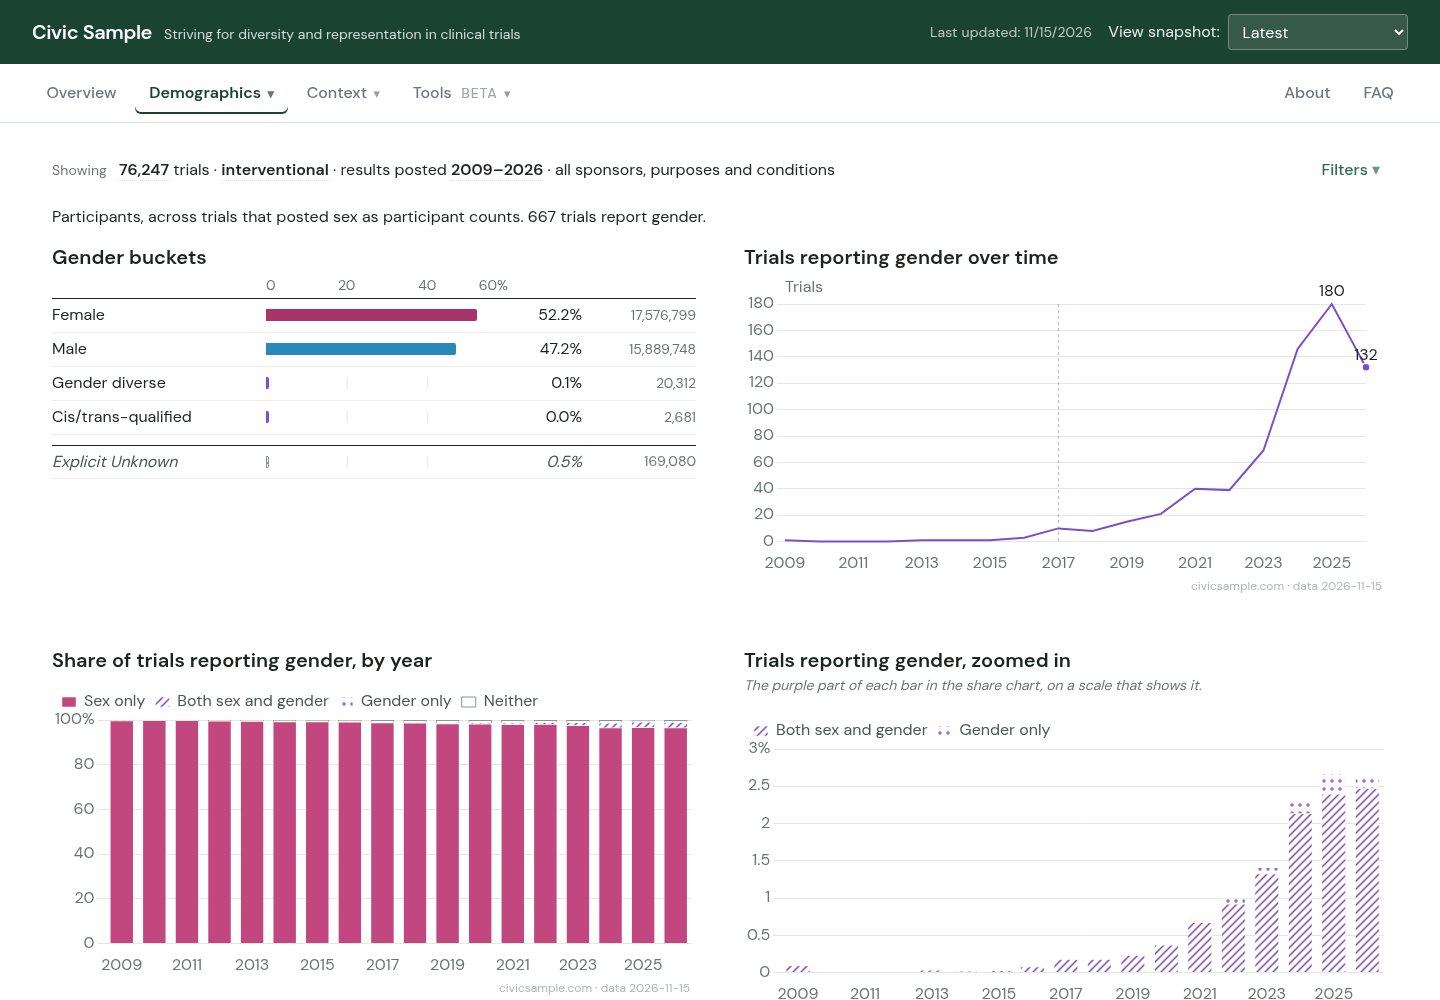 Civic Sample Striving for diversity and representation in clinical trials Last updated: 11/15/2026 View snapshot: Latest
Overview Demographics ▾ Context ▾ Tools BETA ▾ About FAQ
Showing 76,247 trials · interventional · results posted 2009–2026 · all sponsors, purposes and conditions Filters ▾
Participants, across trials that posted sex as participant counts. 667 trials report gender.
Gender buckets
0 20 40 60%
Female 52.2% 17,576,799
Male 47.2% 15,889,748
Gender diverse 0.1% 20,312
Cis/trans-qualified 0.0% 2,681
Explicit Unknown 0.5% 169,080
Trials reporting gender over time
Trials
180
132
180
160
140
120
100
80
60
40
20
0
2009 2011 2013 2015 2017 2019 2021 2023 2025
civicsample.com · data 2026-11-15
Share of trials reporting gender, by year
Sex only Both sex and gender Gender only Neither
100%
80
60
40
20
0
2009 2011 2013 2015 2017 2019 2021 2023 2025
civicsample.com · data 2026-11-15
Trials reporting gender, zoomed in
The purple part of each bar in the share chart, on a scale that shows it.
Both sex and gender Gender only
3%
2.5
2
1.5
1
0.5
0
2009 2011 2013 2015 2017 2019 2021 2023 2025